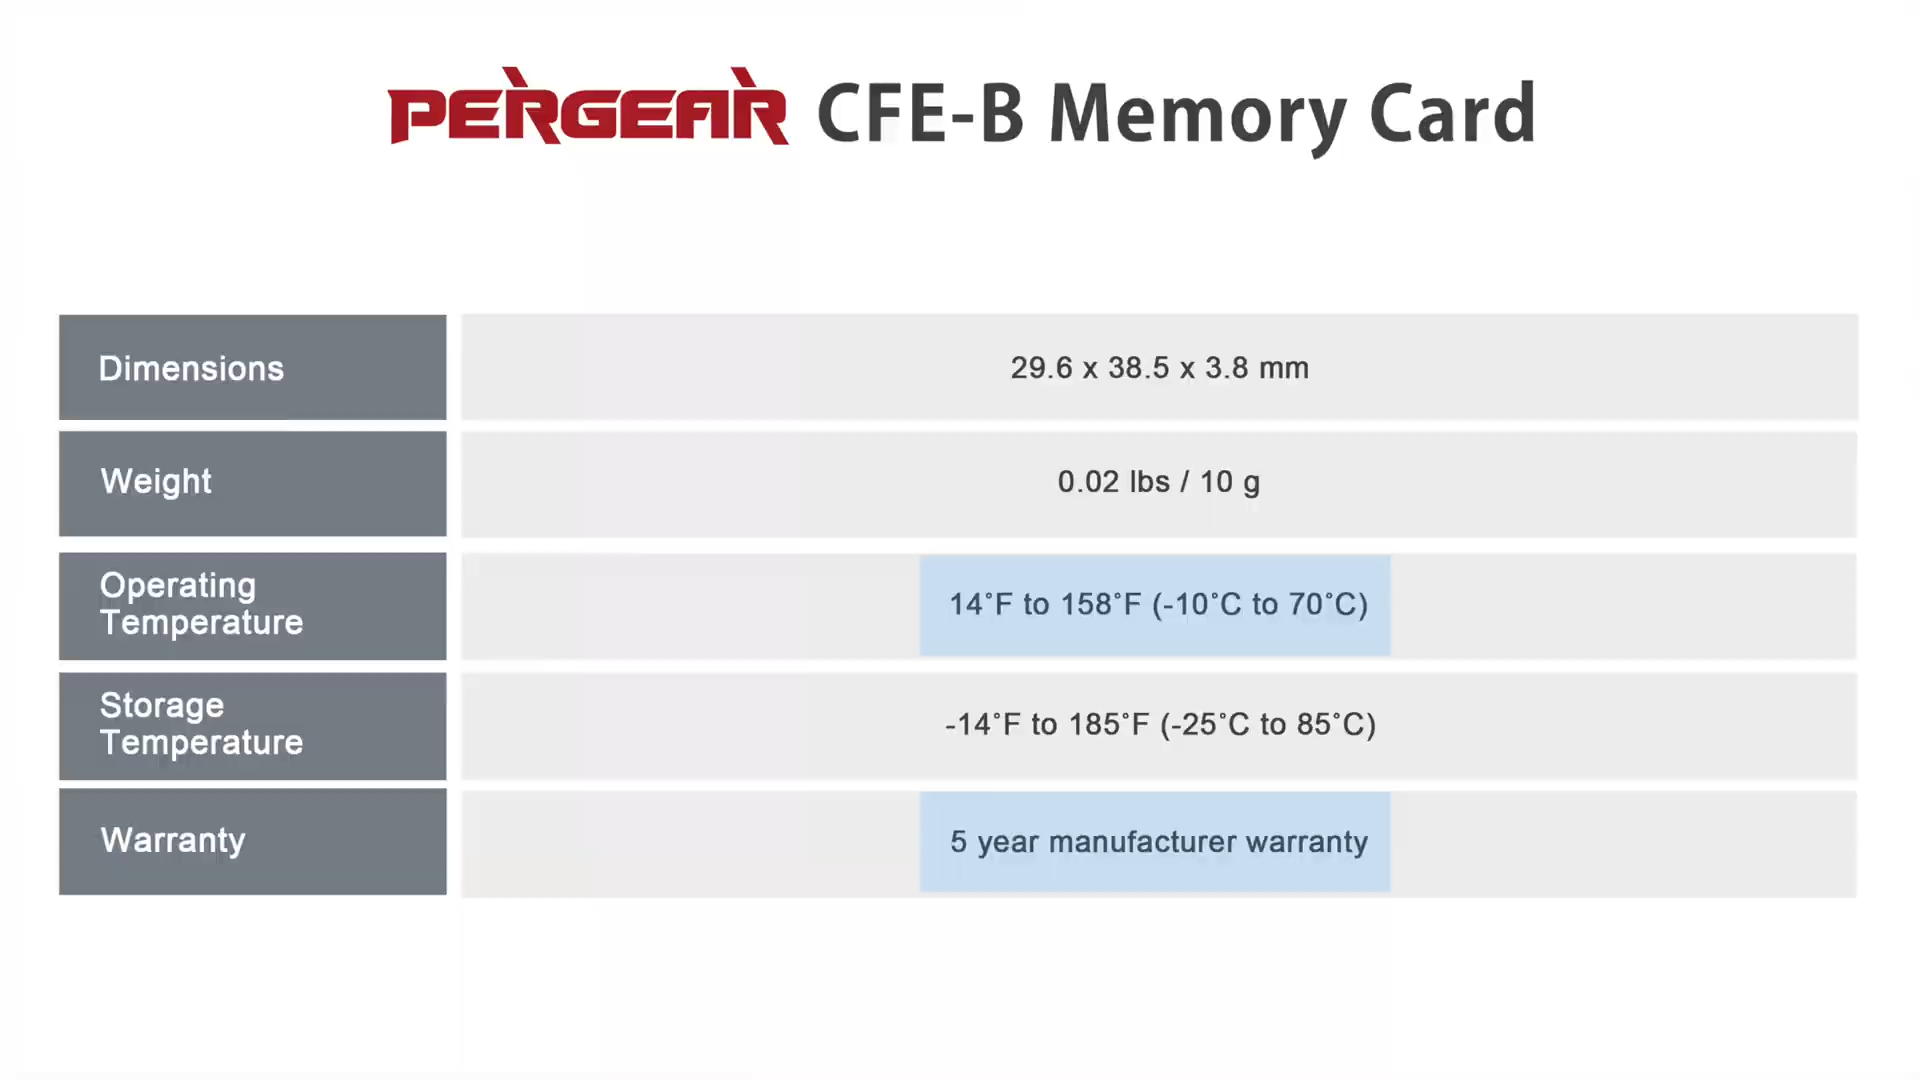 PERGEAR CFE-B Memory Card
Dimensions
29.6 x 38.5 x 3.8 mm
Weight
0.02 lbs / 10 g
Operating
Temperature
14°F to 158°F (-10°C to 70°C)
Storage
Temperature
-14°F to 185°F (-25°C to 85°C)
Warranty
5 year manufacturer warranty